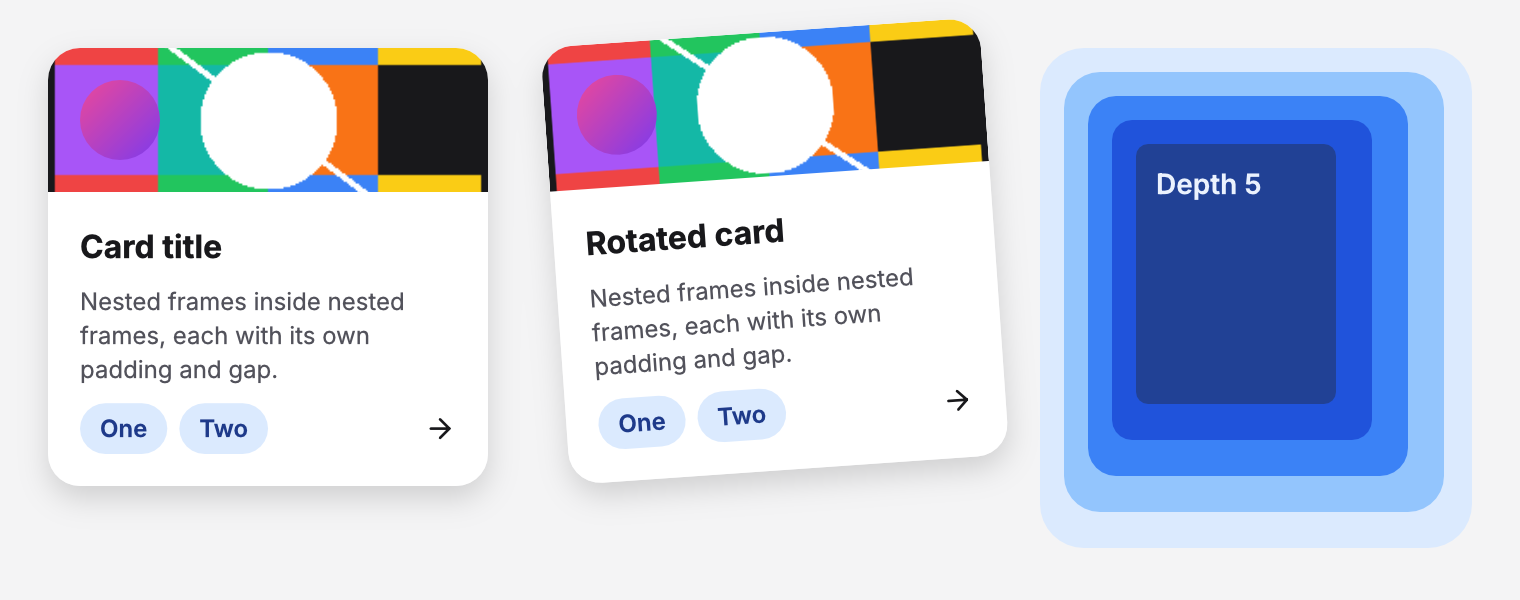 Card title
Nested frames inside nested
frames, each with its own
padding and gap.
One Two
Rotated card
Nested frames inside nested
frames, each with its own
padding and gap.
One Two
Depth 5